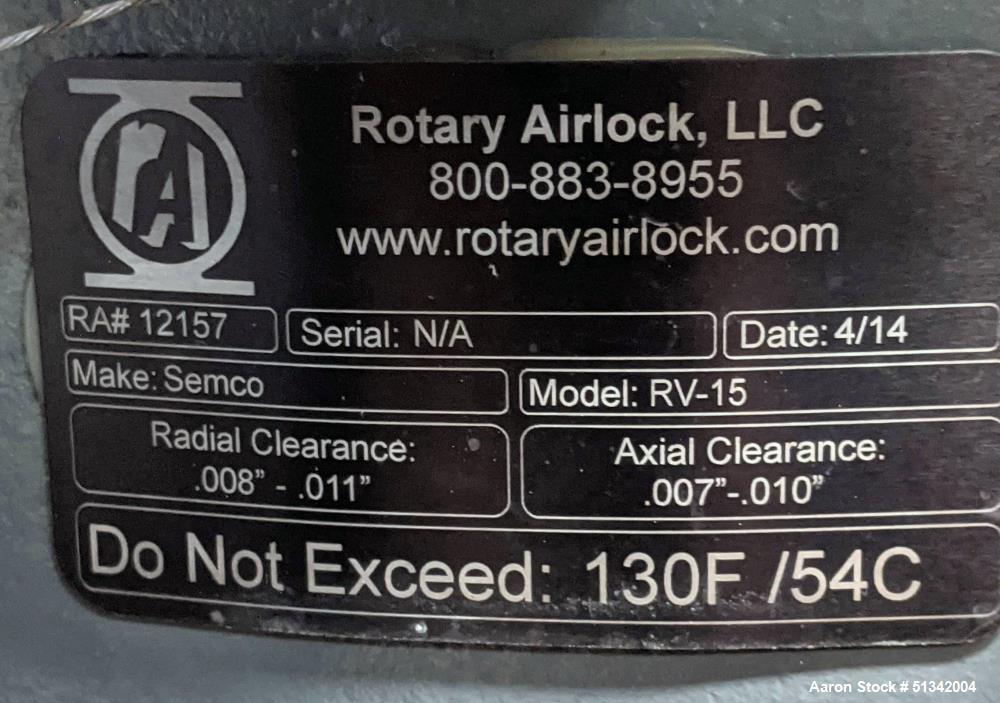 rA
Rotary Airlock, LLC
800-883-8955
www.rotaryairlock.com
RA# 12157
Serial: N/A
Date: 4/14
Make: Semco
Model: RV-15
Radial Clearance:
.008" - .011"
Axial Clearance:
.007"-.010"
Do Not Exceed: 130F /54C
Aaron Stock # 51342004